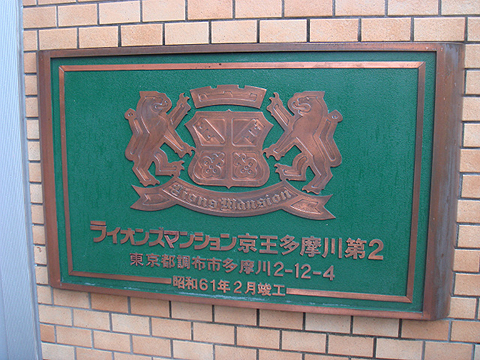 Lions Mansion
ライオンズマンション京王多摩川第2
東京都調布市多摩川2-12-4
昭和61年2月竣工